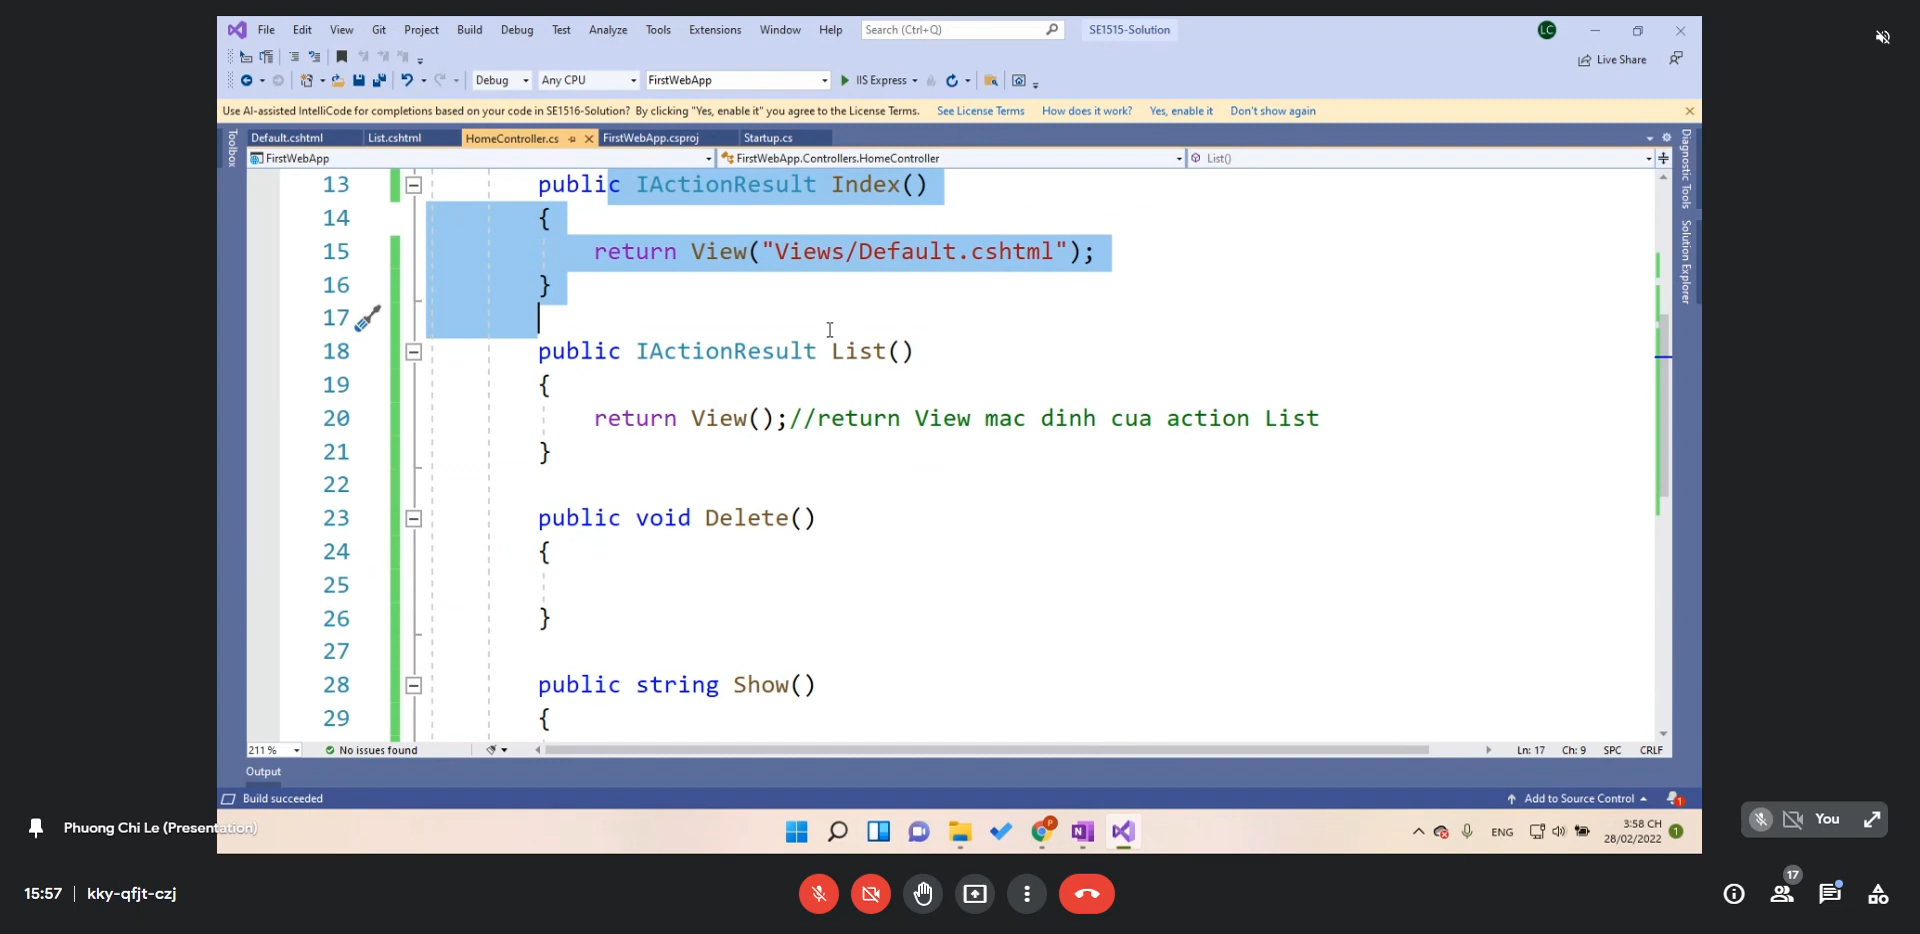 File Edit View Git Project Build Debug Test Analyze Tools Extensions Window Help Search (Ctrl+Q) SE1515-Solution LC
Live Share
Debug Any CPU FirstWebApp IIS Express
Use AI-assisted IntelliCode for completions based on your code in SE1516-Solution? By clicking "Yes, enable it" you agree to the License Terms. See License Terms How does it work? Yes, enable it Don't show again
Toolbox
Default.cshtml List.cshtml HomeController.cs FirstWebApp.csproj Startup.cs
FirstWebApp FirstWebApp.Controllers.HomeController List()
Diagnostic Tools
Solution Explorer
13 public IActionResult Index()
14 {
15 return View("Views/Default.cshtml");
16 }
17
18 public IActionResult List()
19 {
20 return View();//return View mac dinh cua action List
21 }
22
23 public void Delete()
24 {
25
26 }
27
28 public string Show()
29 {
211 % No issues found Ln: 17 Ch: 9 SPC CRLF
Output
Build succeeded Add to Source Control 1
Phuong Chi Le (Presentation)
P N ENG 3:58 CH 1
28/02/2022
You
15:57 | kky-qfjt-czj
17